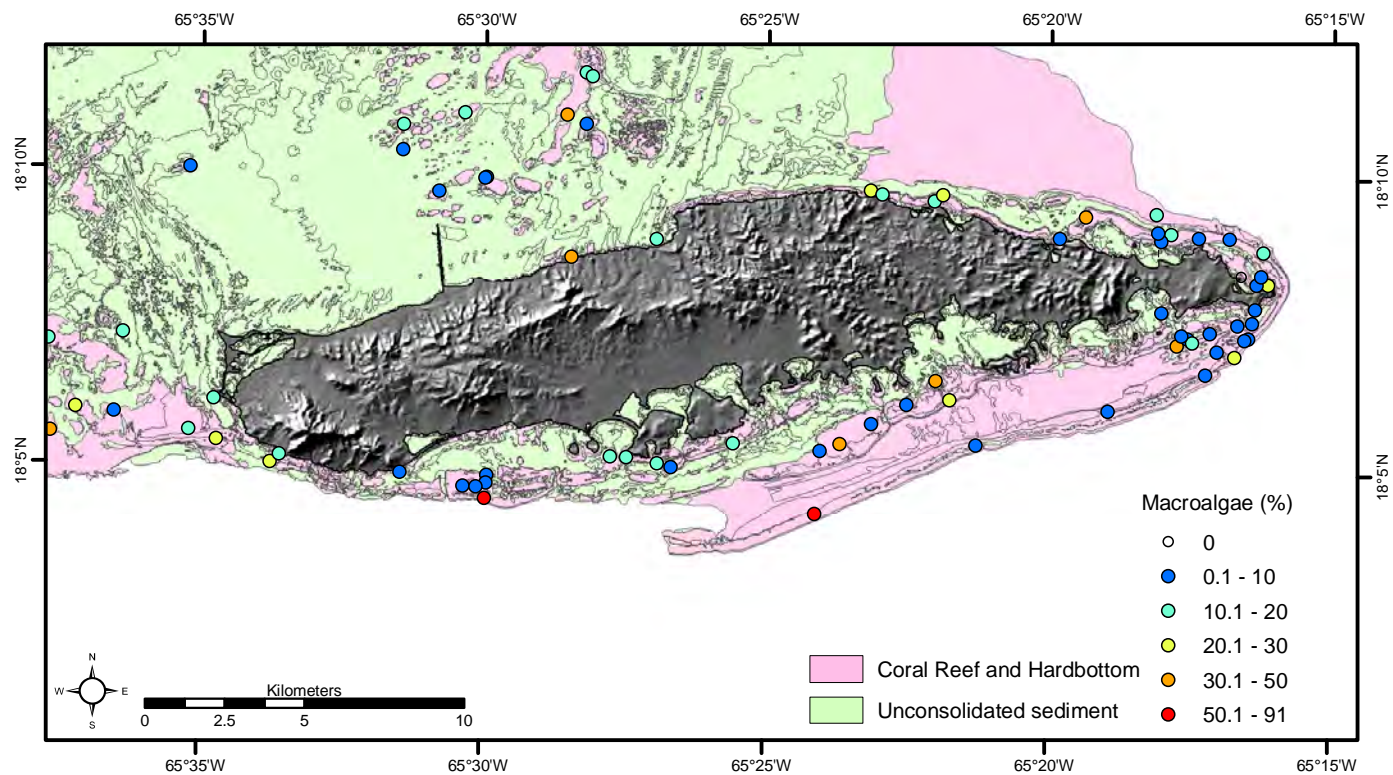 65°35'W 65°30'W 65°25'W 65°20'W 65°15'W
18°10'N
18°10'N
18°5'N
18°5'N
Macroalgae (%)
0
0.1 - 10
10.1 - 20
20.1 - 30
30.1 - 50
50.1 - 91
Coral Reef and Hardbottom
Unconsolidated sediment
N
W E
S
Kilometers
0 2.5 5 10
65°35'W 65°30'W 65°25'W 65°20'W 65°15'W